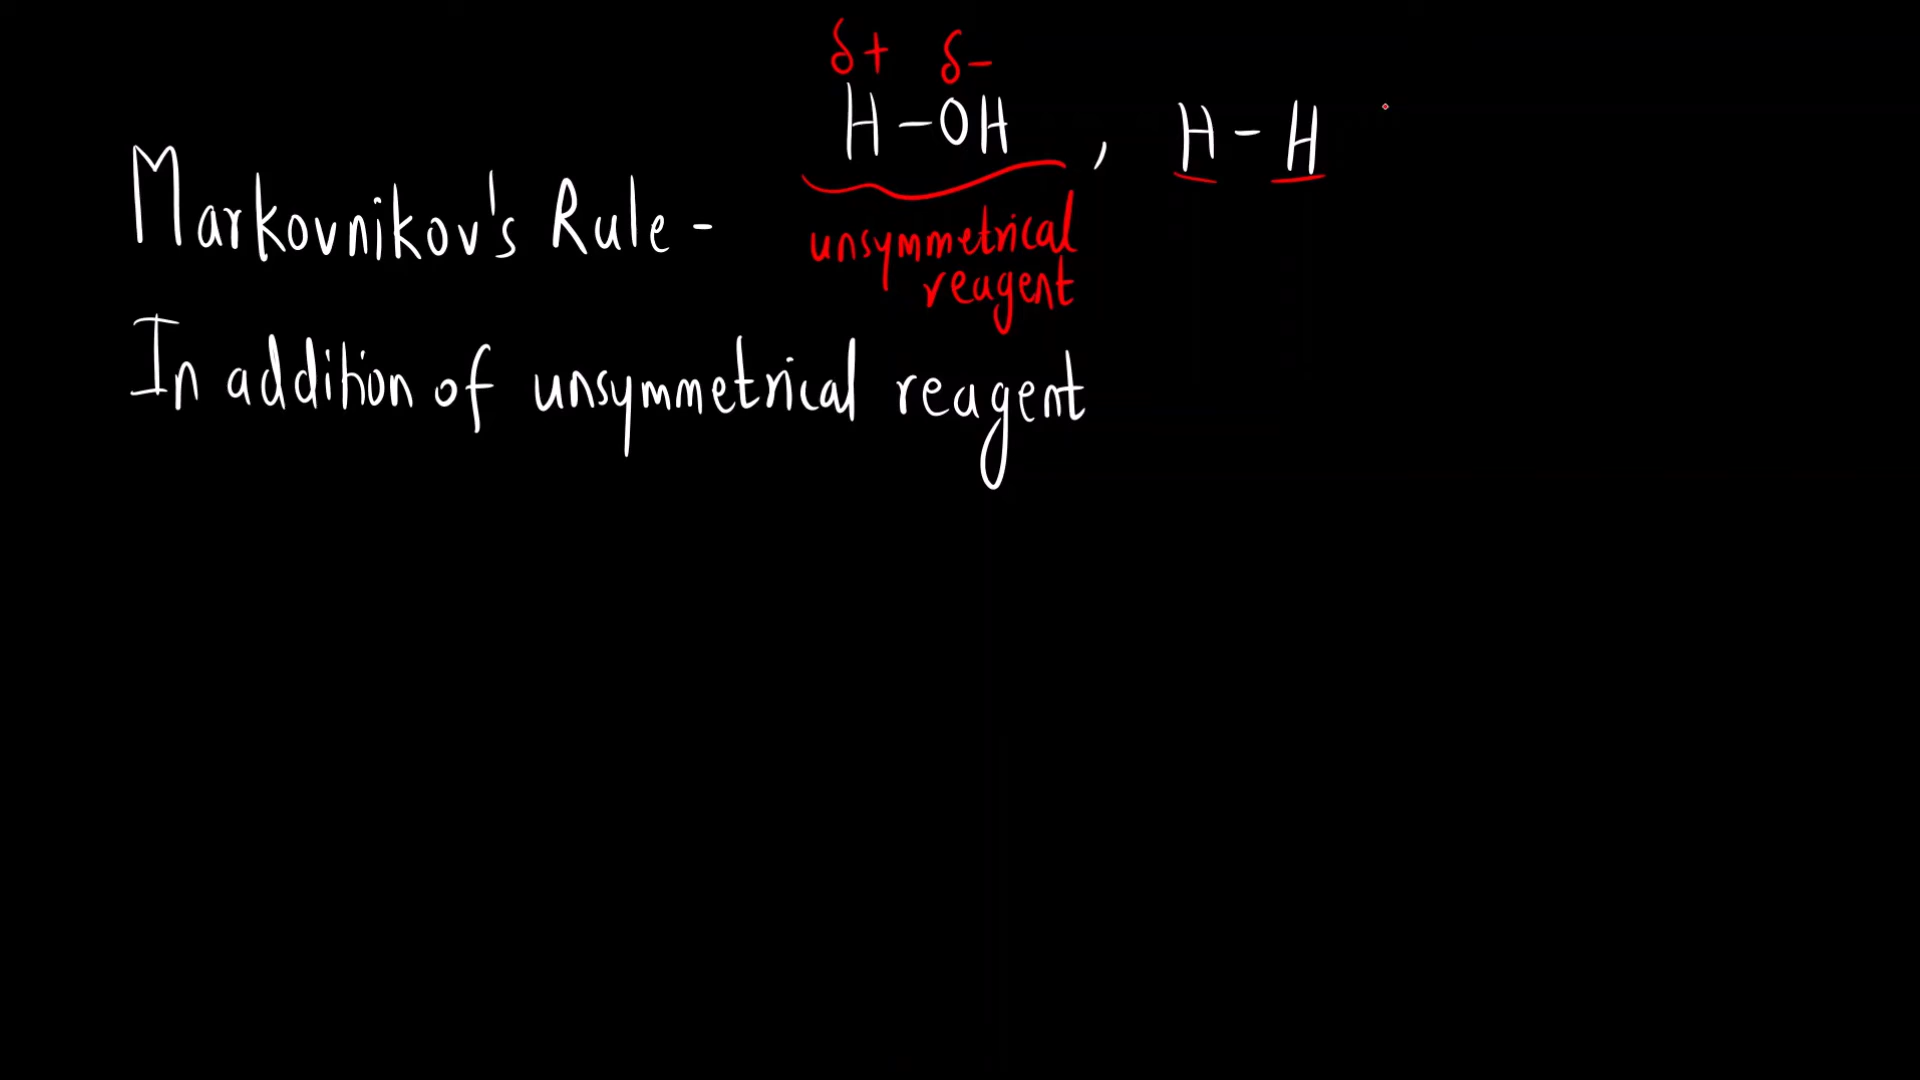 δ+ δ-
H-OH , H-H
Markovnikov's Rule -
unsymmetrical
reagent
In addition of unsymmetrical reagent